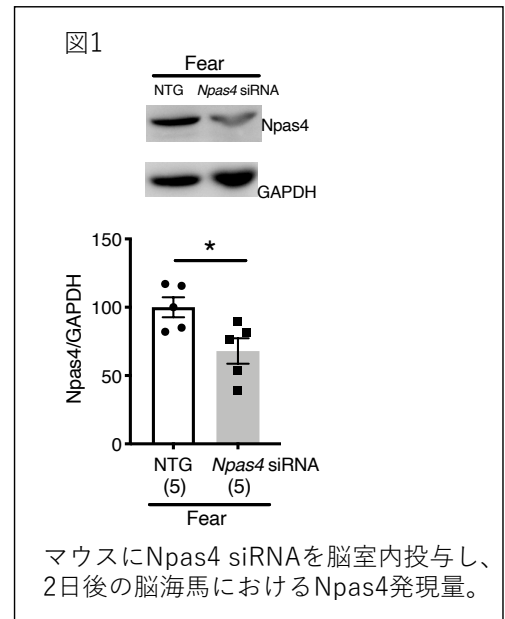 図1
Fear
NTG Npas4 siRNA
Npas4
GAPDH
150
*
100
50
0
Npas4/GAPDH
NTG Npas4 siRNA
(5) (5)
Fear
マウスにNpas4 siRNAを脳室内投与し、
2日後の脳海馬におけるNpas4発現量。